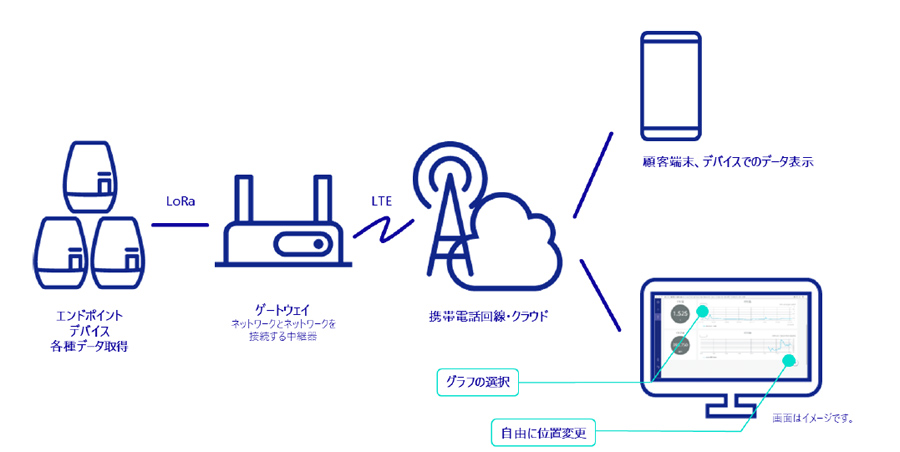 LoRa
LTE
エンドポイント
デバイス
各種データ取得
ゲートウェイ
ネットワークとネットワークを
接続する中継器
携帯電話回線・クラウド
顧客端末、デバイスでのデータ表示
1.525
グラフの選択
自由に位置変更
画面はイメージです。